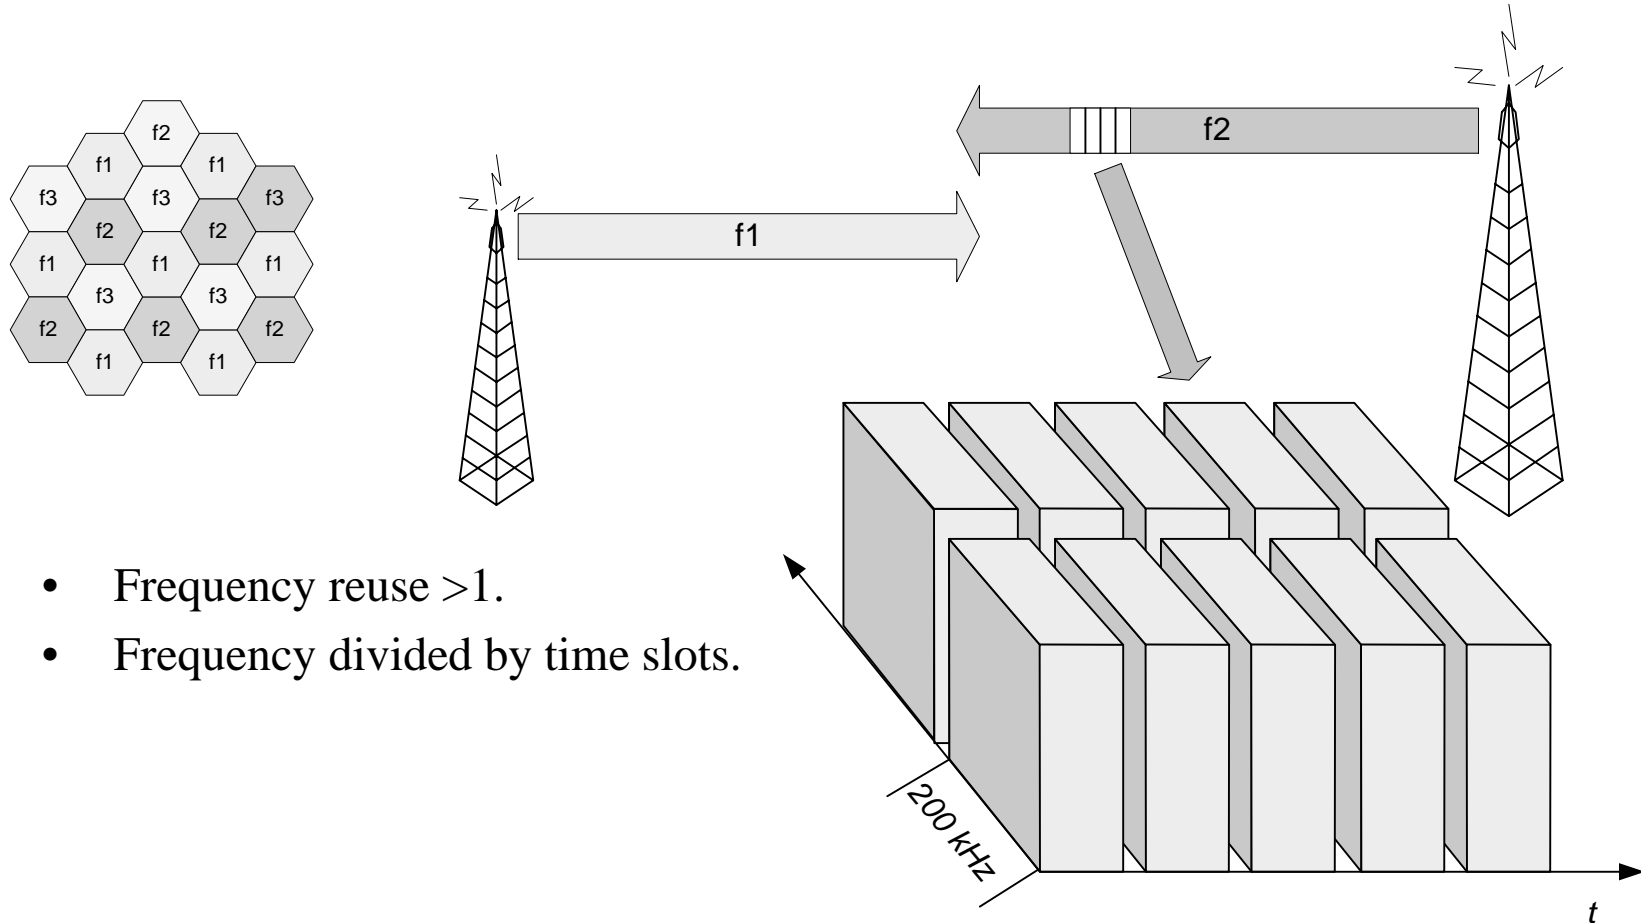 f2
f1 f1
f3 f3 f3
f2 f2
f1 f1 f1
f3 f3
f2 f2 f2
f1 f1
f2
f1
• Frequency reuse >1.
• Frequency divided by time slots.
200 kHz
t